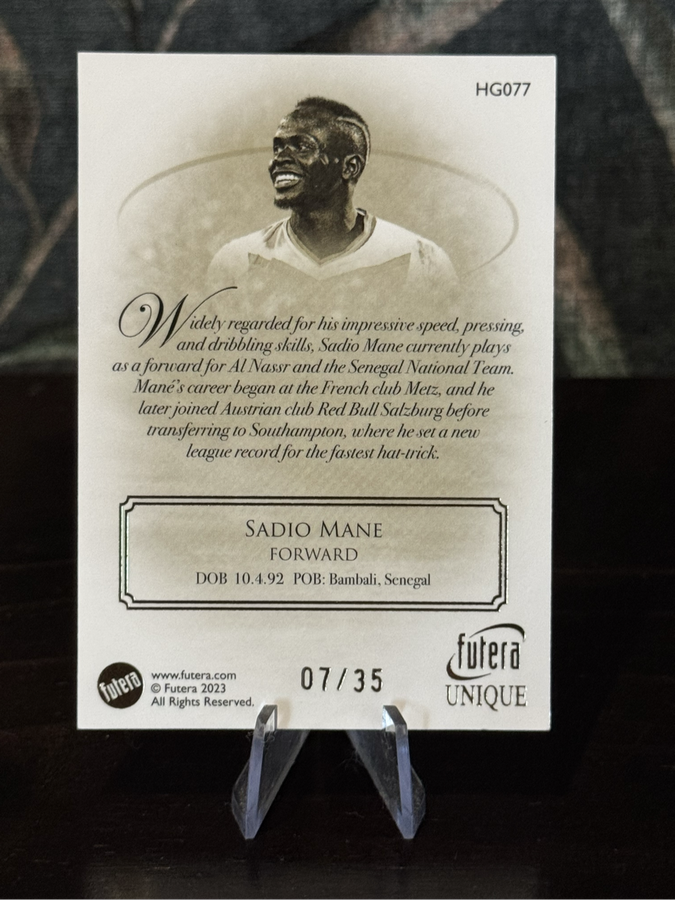 HG077
Widely regarded for his impressive speed, pressing,
and dribbling skills, Sadio Mane currently plays
as a forward for Al Nassr and the Senegal National Team.
Mané's career began at the French club Metz, and he
later joined Austrian club Red Bull Salzburg before
transferring to Southampton, where he set a new
league record for the fastest hat-trick.
SADIO MANE
FORWARD
DOB 10.4.92 POB: Bambali, Senegal
futera
UNIQUE
futera
www.futera.com
© Futera 2023
All Rights Reserved.
07/35